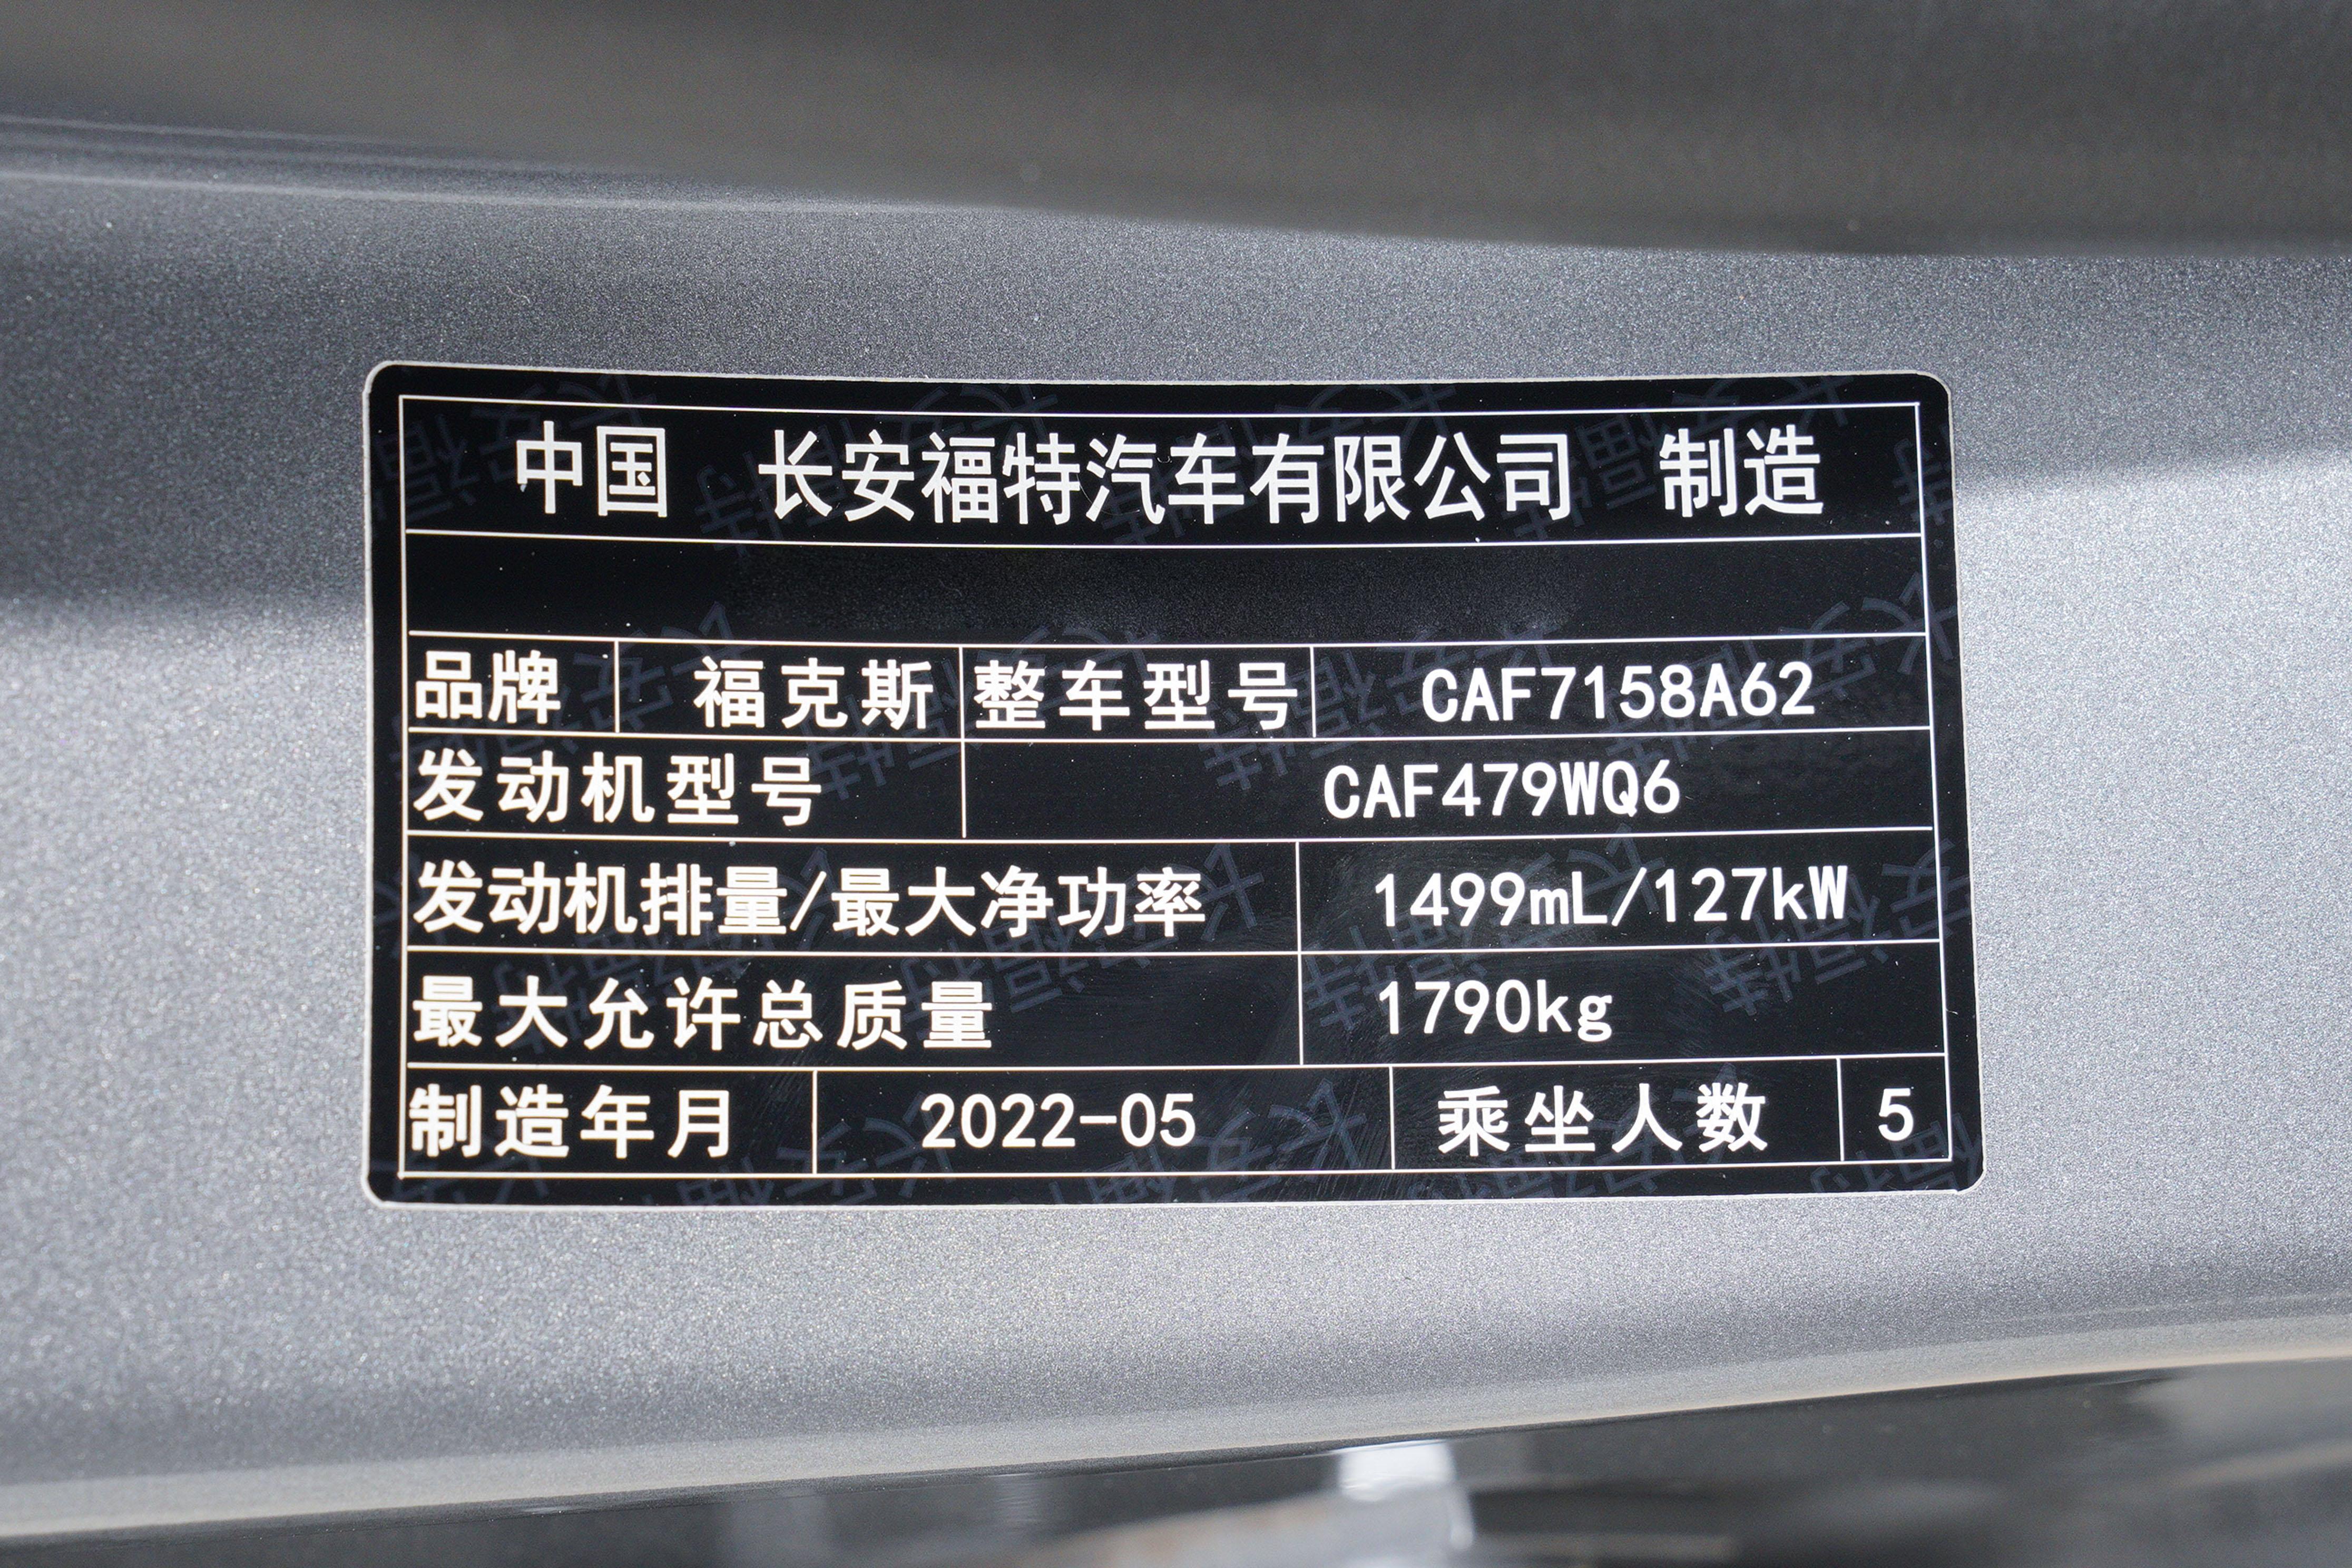 中国 长安福特汽车有限公司 制造
品牌 福克斯 整车型号 CAF7158A62
发动机型号 CAF479WQ6
发动机排量/最大净功率 1499mL/127kW
最大允许总质量 1790kg
制造年月 2022-05 乘坐人数 5